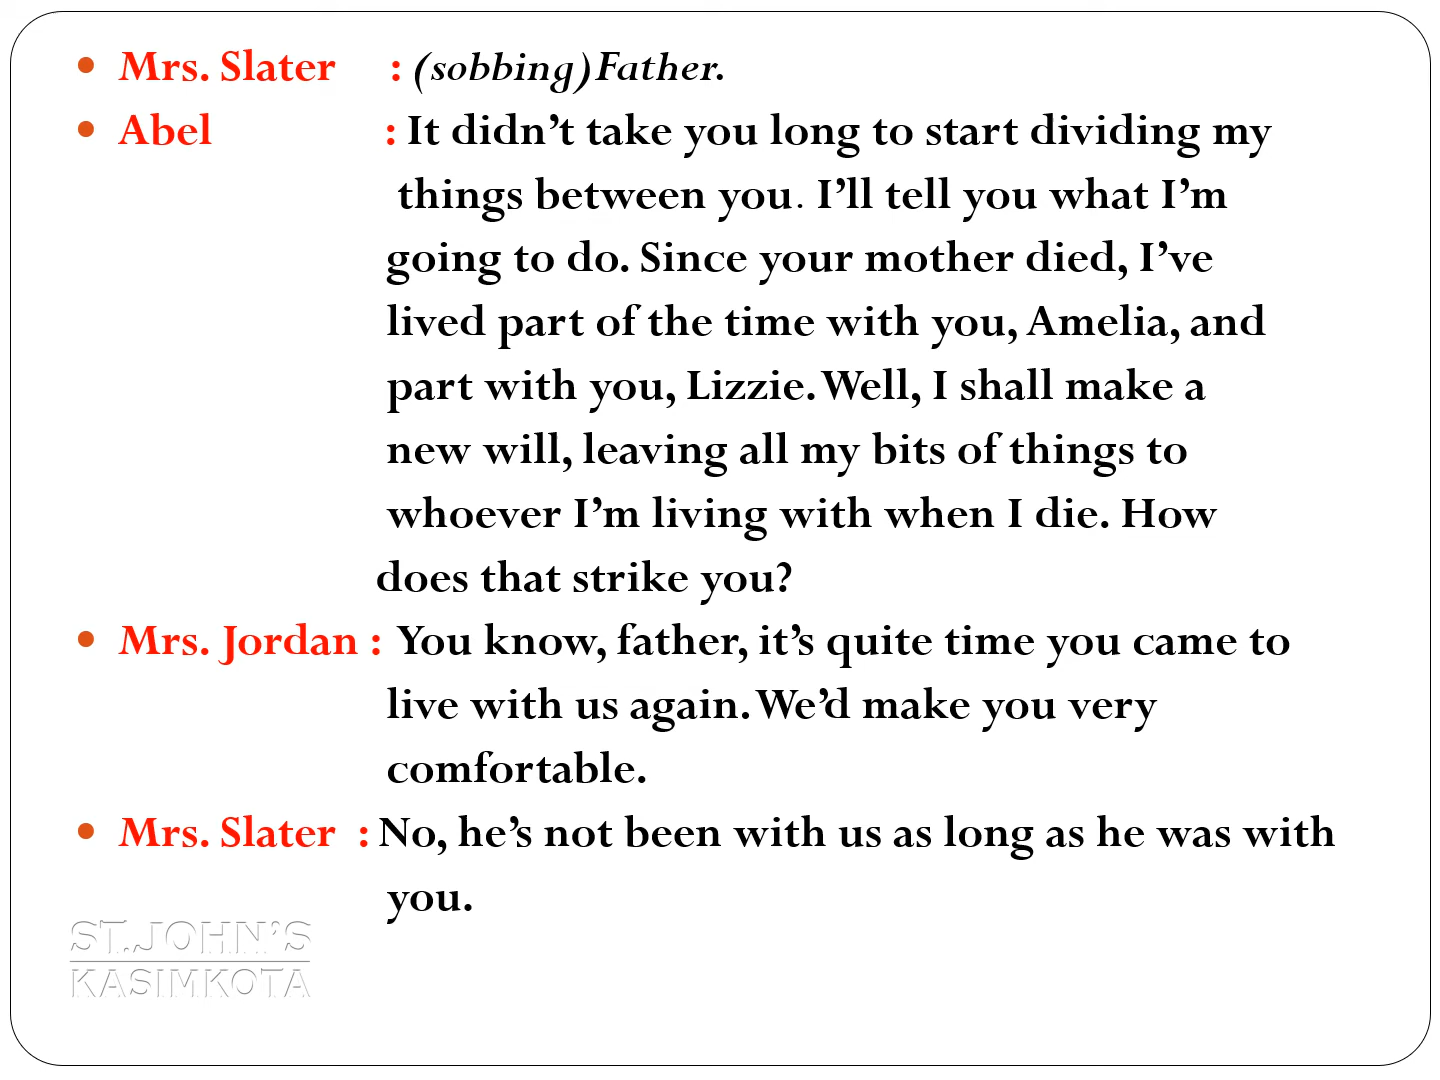 • Mrs. Slater : (sobbing)Father.
• Abel : It didn’t take you long to start dividing my
things between you. I’ll tell you what I’m
going to do. Since your mother died, I’ve
lived part of the time with you, Amelia, and
part with you, Lizzie. Well, I shall make a
new will, leaving all my bits of things to
whoever I’m living with when I die. How
does that strike you?
• Mrs. Jordan : You know, father, it’s quite time you came to
live with us again. We’d make you very
comfortable.
• Mrs. Slater : No, he’s not been with us as long as he was with
you.
ST.JOHN’S
KASIMKOTA